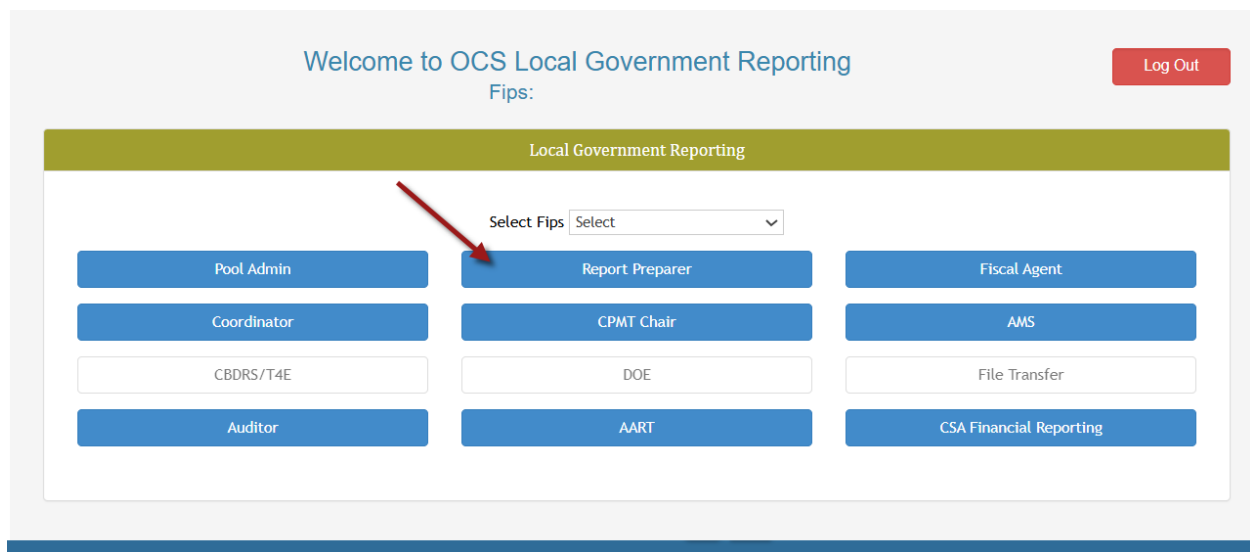 Welcome to OCS Local Government Reporting
Log Out
Fips:
Local Government Reporting
Select Fips Select
Pool Admin Report Preparer Fiscal Agent
Coordinator CPMT Chair AMS
CBDRS/T4E DOE File Transfer
Auditor AART CSA Financial Reporting